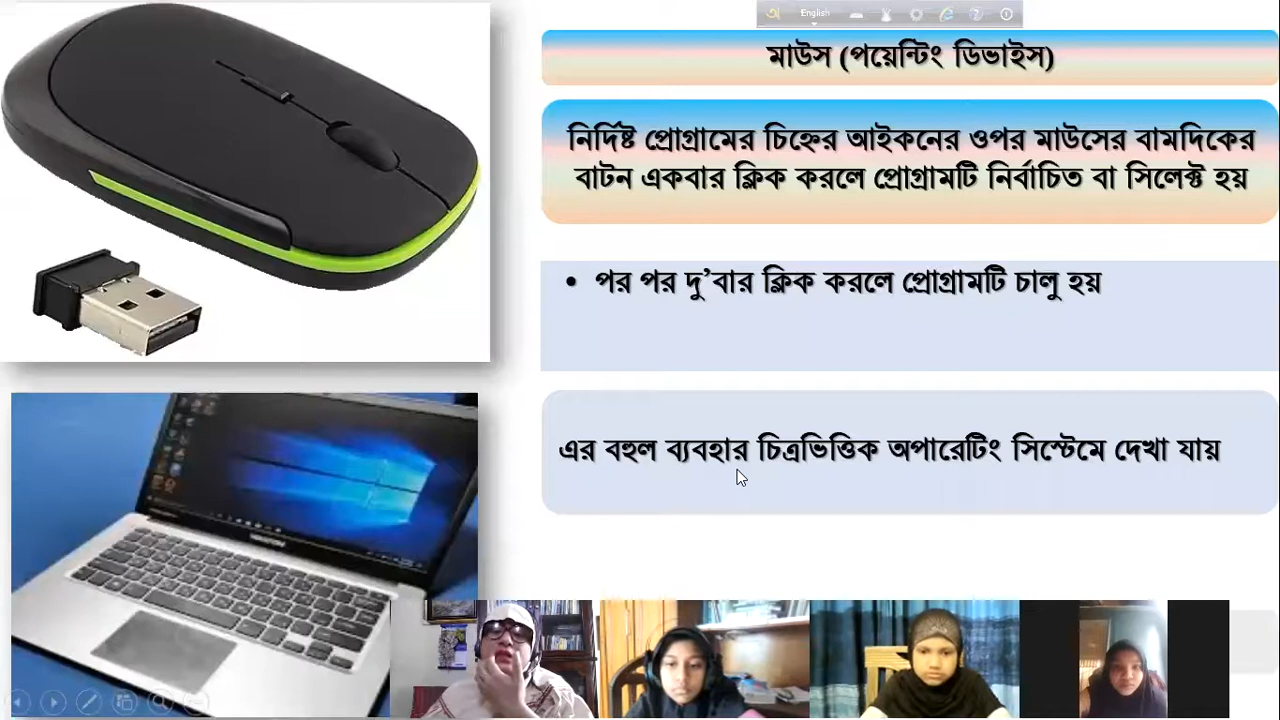 English
মাউস (পয়েন্টিং ডিভাইস)
নির্দিষ্ট প্রোগ্রামের চিহ্নের আইকনের ওপর মাউসের বামদিকের
বাটন একবার ক্লিক করলে প্রোগ্রামটি নির্বাচিত বা সিলেক্ট হয়
• পর পর দু’বার ক্লিক করলে প্রোগ্রামটি চালু হয়
এর বহুল ব্যবহার চিত্রভিত্তিক অপারেটিং সিস্টেমে দেখা যায়